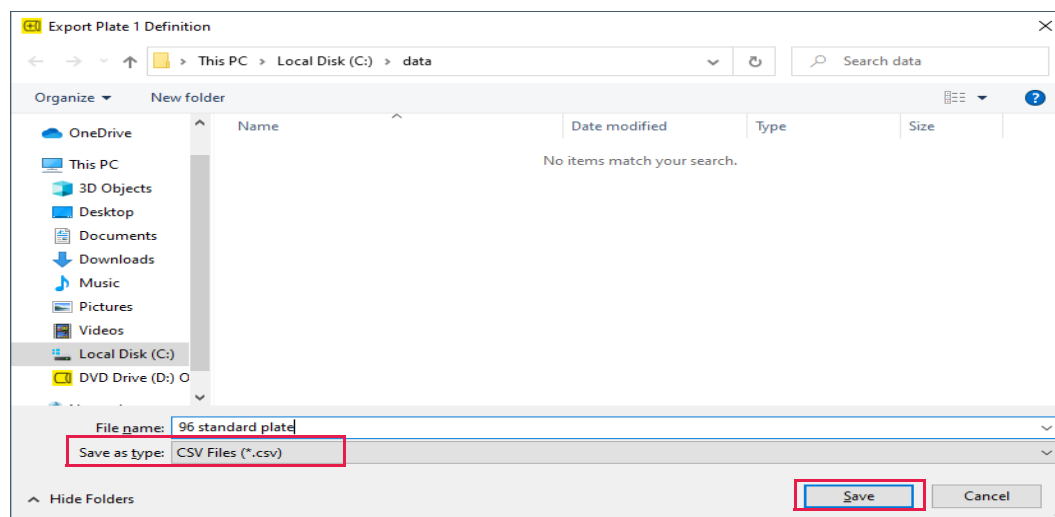 Export Plate 1 Definition
This PC > Local Disk (C:) > data
Search data
Organize
New folder
Name
Date modified
Type
Size
No items match your search.
OneDrive
This PC
3D Objects
Desktop
Documents
Downloads
Music
Pictures
Videos
Local Disk (C:)
DVD Drive (D:) O
File name: 96 standard plate
Save as type: CSV Files (*.csv)
Hide Folders
Save
Cancel